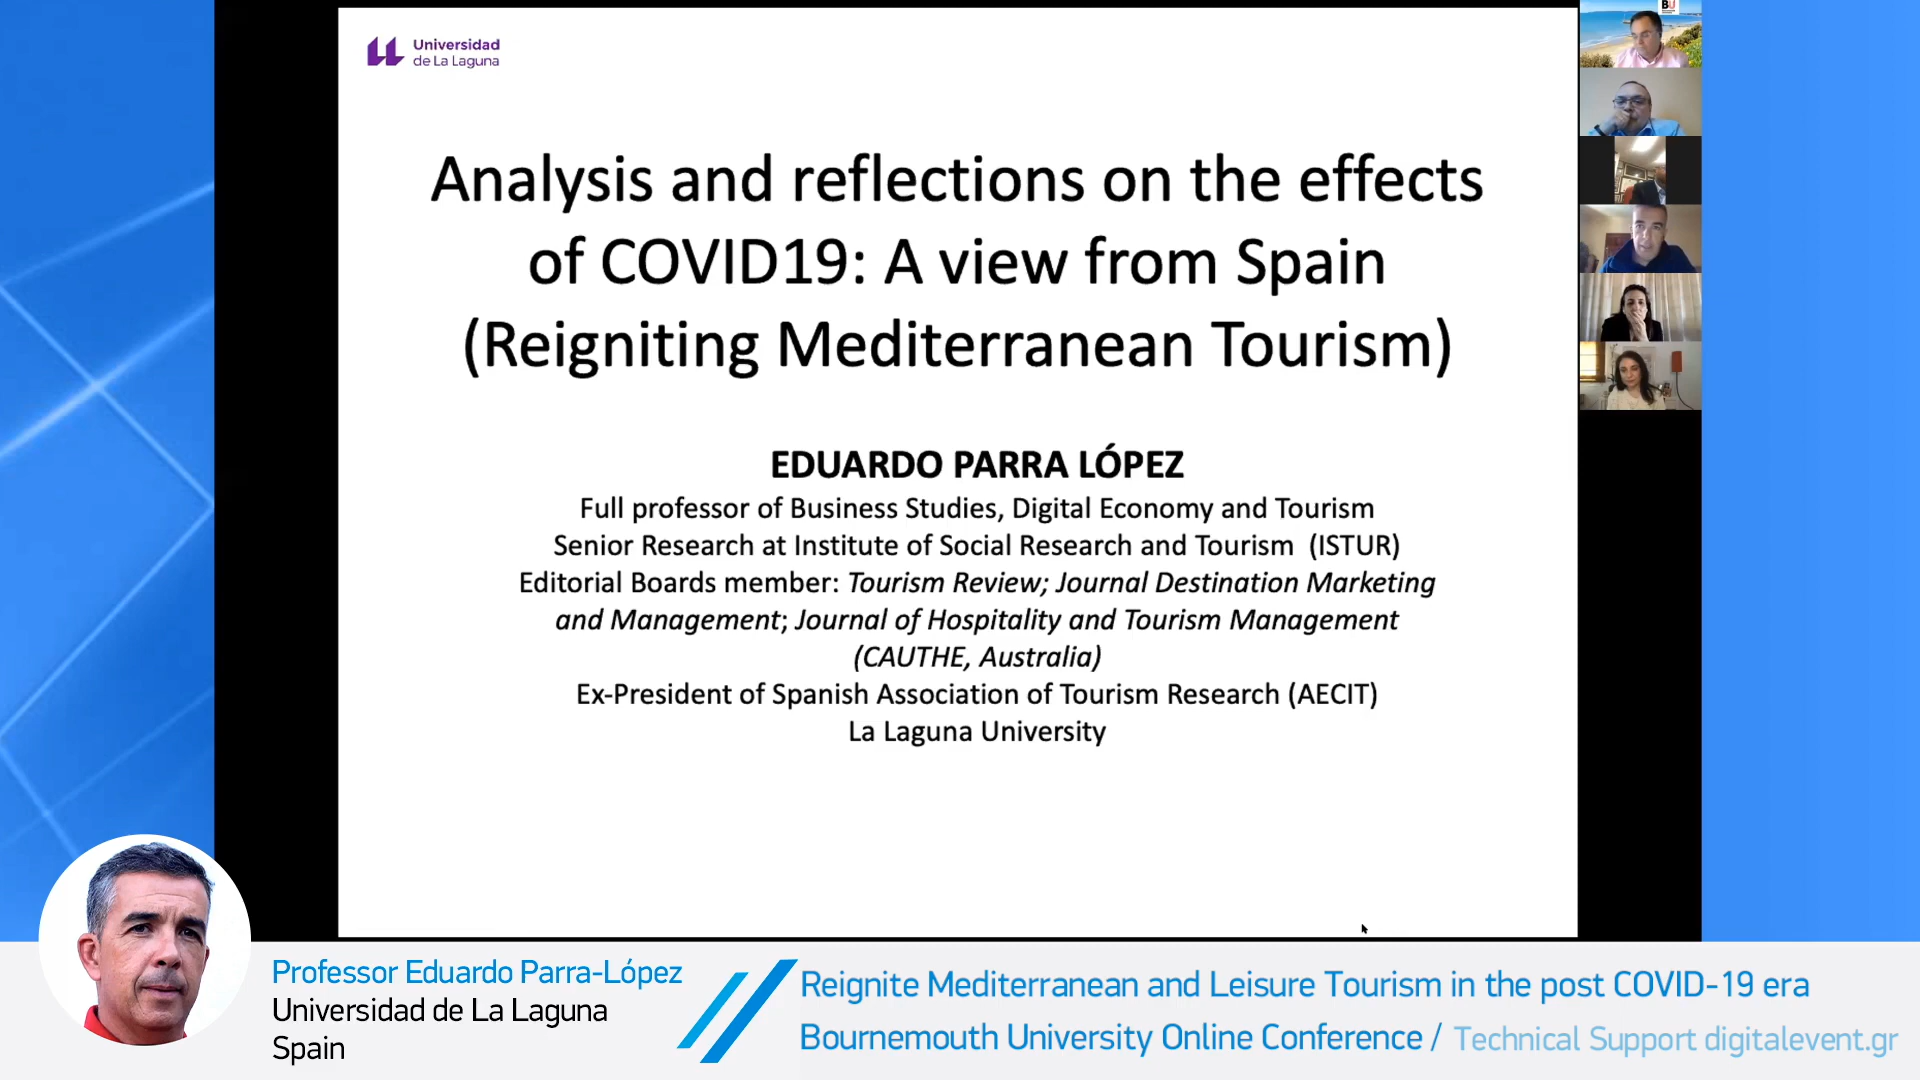 Universidad
de La Laguna
Analysis and reflections on the effects
of COVID19: A view from Spain
(Reigniting Mediterranean Tourism)
EDUARDO PARRA LÓPEZ
Full professor of Business Studies, Digital Economy and Tourism
Senior Research at Institute of Social Research and Tourism (ISTUR)
Editorial Boards member: Tourism Review; Journal Destination Marketing
and Management; Journal of Hospitality and Tourism Management
(CAUTHE, Australia)
Ex-President of Spanish Association of Tourism Research (AECIT)
La Laguna University
BU
Professor Eduardo Parra-López
Universidad de La Laguna
Spain
Reignite Mediterranean and Leisure Tourism in the post COVID-19 era
Bournemouth University Online Conference / Technical Support digitalevent.gr